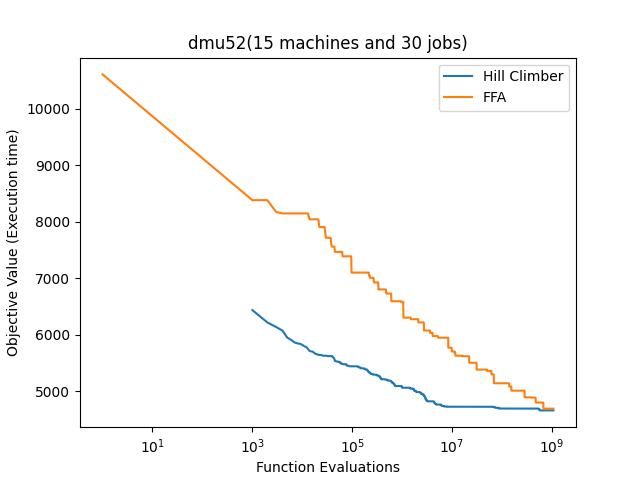 dmu52(15 machines and 30 jobs)
Hill Climber
FFA
Objective Value (Execution time)
10000
9000
8000
7000
6000
5000
10¹
10³
10⁵
10⁷
10⁹
Function Evaluations